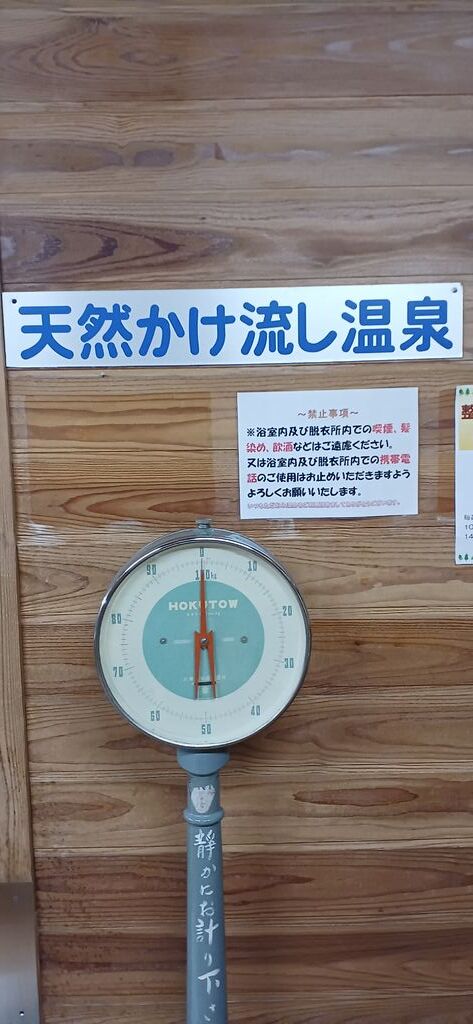 天然かけ流し温泉
～禁止事項～
※浴室内及び脱衣所内での喫煙、髪
染め、飲酒などはご遠慮ください。
又は浴室内及び脱衣所内での携帯電
話のご使用はお止めいただきますよう
よろしくお願いいたします。
整
0
10
20
30
40
50
60
70
80
90
100kg
HOKUTOW
静かにお計り下さ